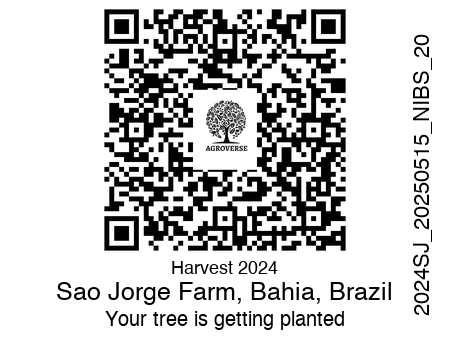 AGROVERSE
Harvest 2024
Sao Jorge Farm, Bahia, Brazil
Your tree is getting planted
2024SJ_20250515_NIBS_20